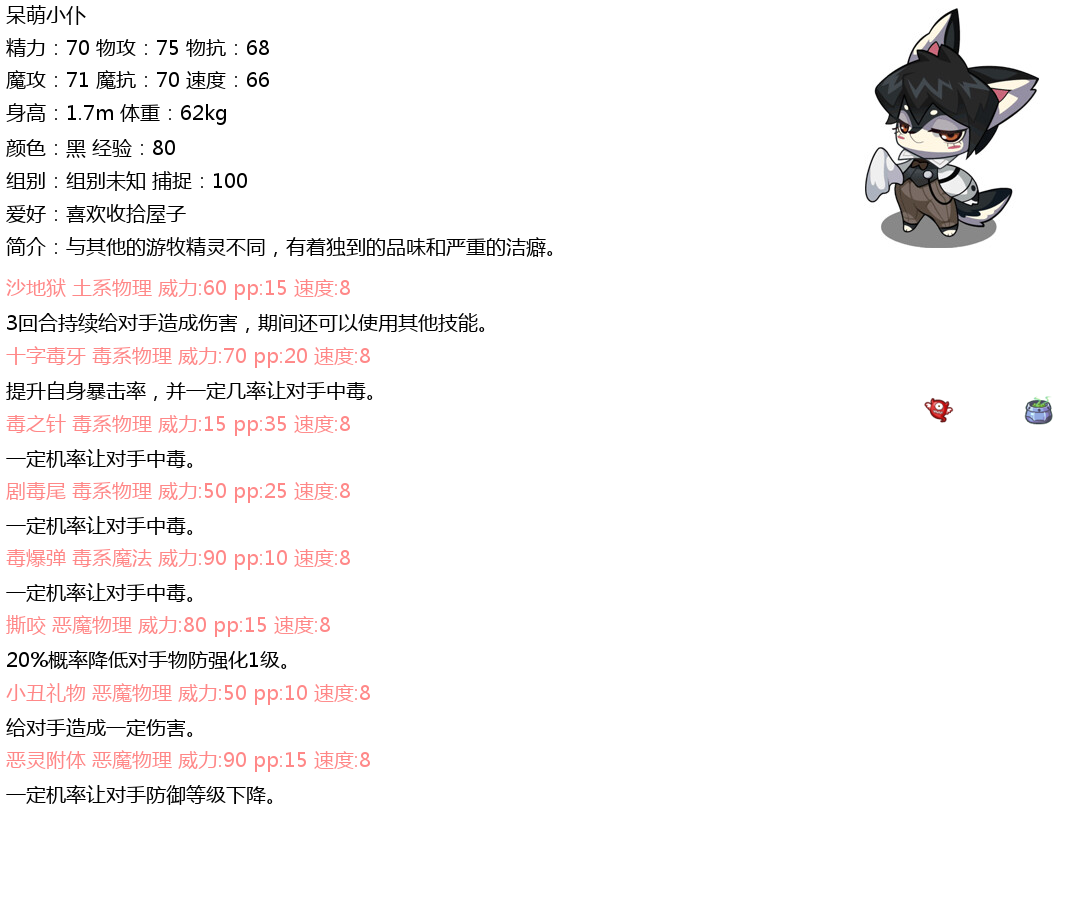 呆萌小仆
精力：70 物攻：75 物抗：68
魔攻：71 魔抗：70 速度：66
身高：1.7m 体重：62kg
颜色：黑 经验：80
组别：组别未知 捕捉：100
爱好：喜欢收拾屋子
简介：与其他的游牧精灵不同，有着独到的品味和严重的洁癖。
沙地狱 土系物理 威力:60 pp:15 速度:8
3回合持续给对手造成伤害，期间还可以使用其他技能。
十字毒牙 毒系物理 威力:70 pp:20 速度:8
提升自身暴击率，并一定几率让对手中毒。
毒之针 毒系物理 威力:15 pp:35 速度:8
一定机率让对手中毒。
剧毒尾 毒系物理 威力:50 pp:25 速度:8
一定机率让对手中毒。
毒爆弹 毒系魔法 威力:90 pp:10 速度:8
一定机率让对手中毒。
撕咬 恶魔物理 威力:80 pp:15 速度:8
20%概率降低对手物防强化1级。
小丑礼物 恶魔物理 威力:50 pp:10 速度:8
给对手造成一定伤害。
恶灵附体 恶魔物理 威力:90 pp:15 速度:8
一定机率让对手防御等级下降。